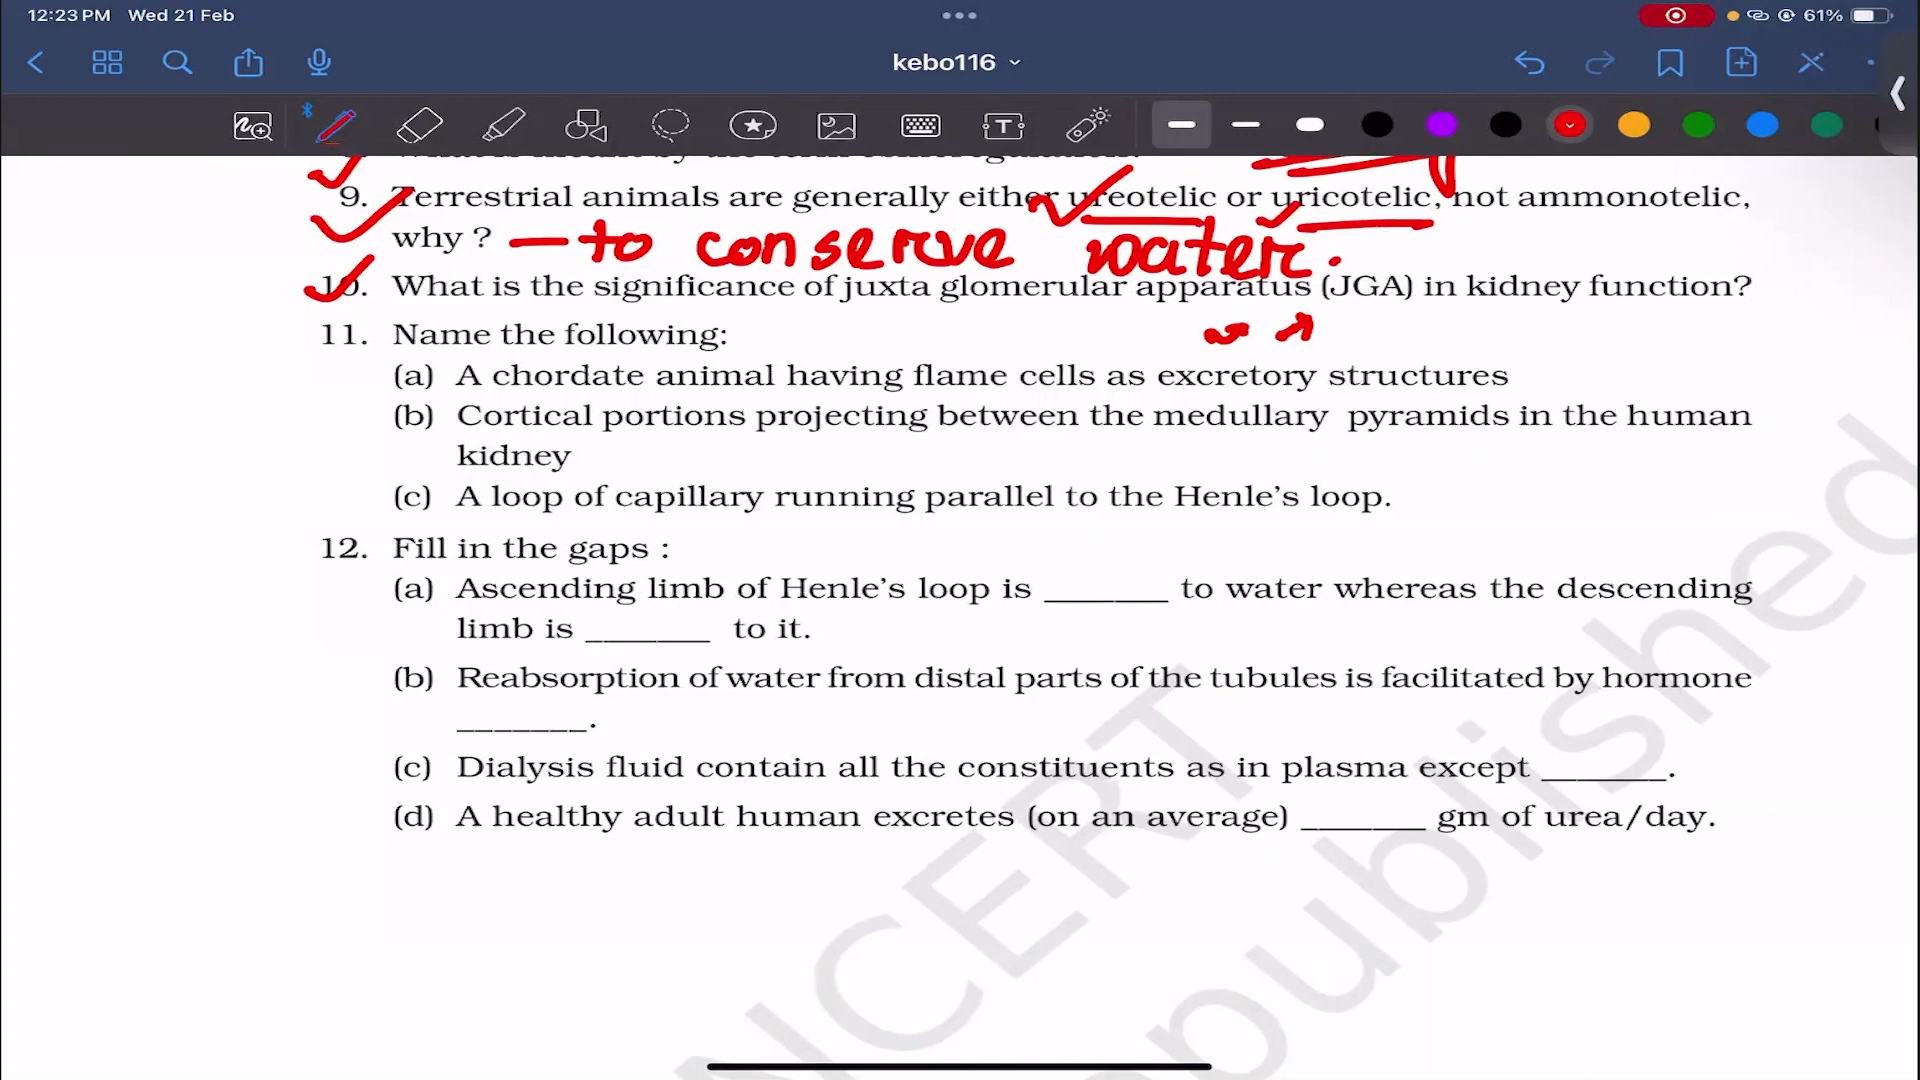 12:23 PM Wed 21 Feb
61%
kebo116
9. Terrestrial animals are generally either ureotelic or uricotelic, not ammonotelic,
why ? — to conserve water.
10. What is the significance of juxta glomerular apparatus (JGA) in kidney function?
11. Name the following:
(a) A chordate animal having flame cells as excretory structures
(b) Cortical portions projecting between the medullary pyramids in the human
kidney
(c) A loop of capillary running parallel to the Henle's loop.
12. Fill in the gaps :
(a) Ascending limb of Henle's loop is _______ to water whereas the descending
limb is _______ to it.
(b) Reabsorption of water from distal parts of the tubules is facilitated by hormone
_______.
(c) Dialysis fluid contain all the constituents as in plasma except _______.
(d) A healthy adult human excretes (on an average) _______ gm of urea/day.
NCERT
republished